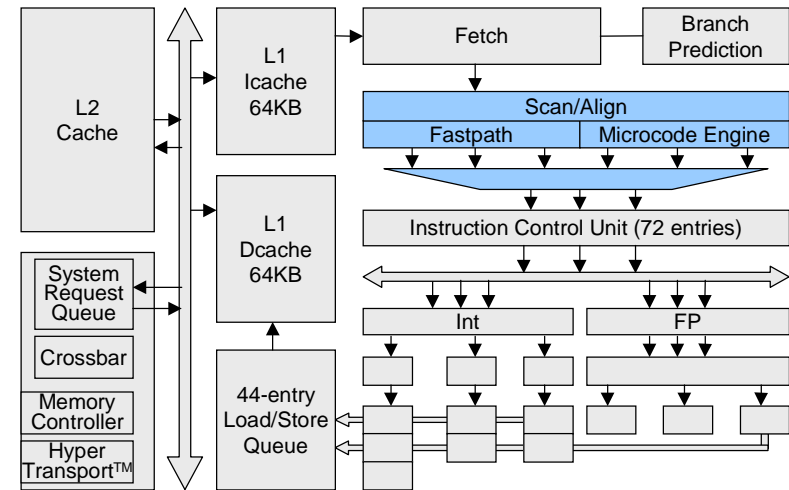 L2
Cache
System
Request
Queue
Crossbar
Memory
Controller
Hyper
Transport™
L1
Icache
64KB
L1
Dcache
64KB
44-entry
Load/Store
Queue
Fetch
Branch
Prediction
Scan/Align
Fastpath
Microcode Engine
Instruction Control Unit (72 entries)
Int
FP